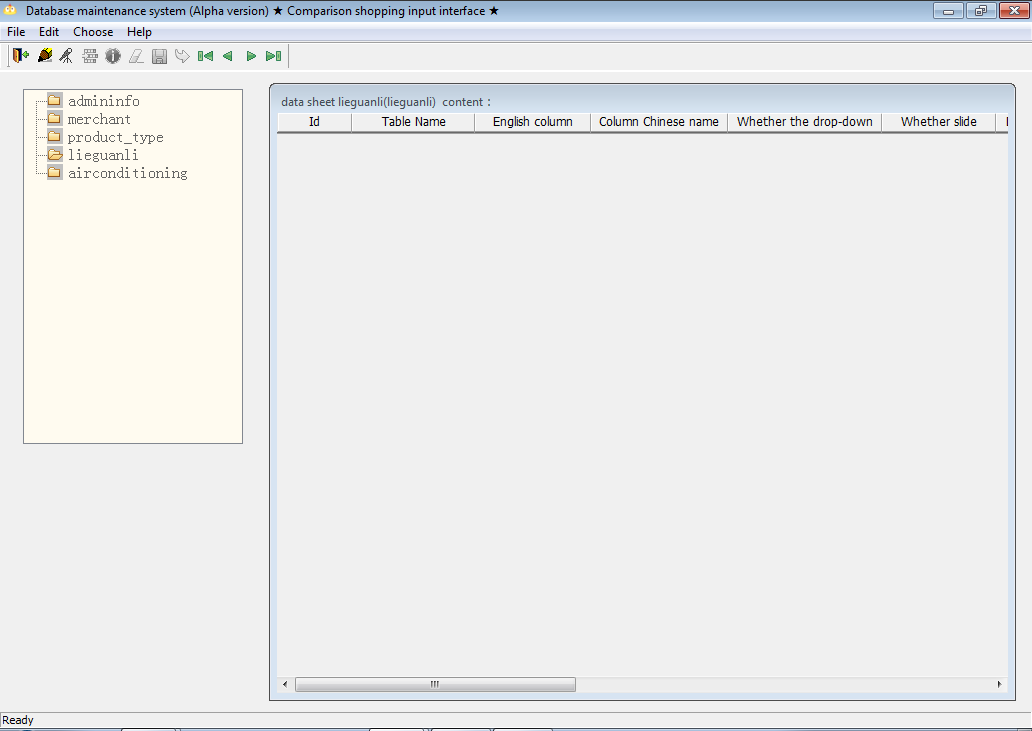 Database maintenance system (Alpha version) ★ Comparison shopping input interface ★
File Edit Choose Help
admininfo
merchant
product_type
lieguanli
airconditioning
data sheet lieguanli(lieguanli) content：
Id Table Name English column Column Chinese name Whether the drop-down Whether slide
Ready